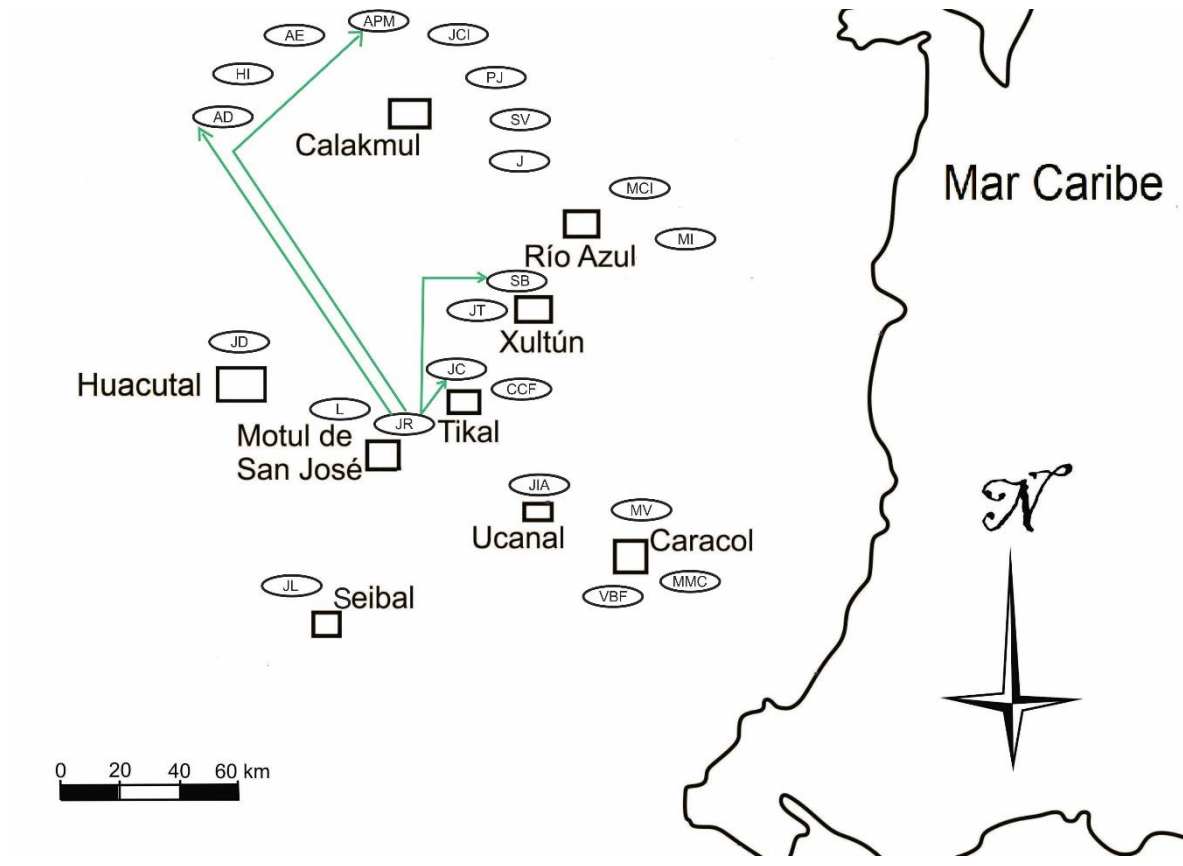 APM
AE
JCI
HI
PJ
AD
SV
Calakmul
J
MCI
Mar Caribe
MI
Río Azul
SB
JT
Xultún
JD
JC
Huacutal
CCF
L
JR
Tikal
Motul de
San José
JIA
MV
Ucanal
Caracol
N
JL
MMC
Seibal
VBF
0 20 40 60 km